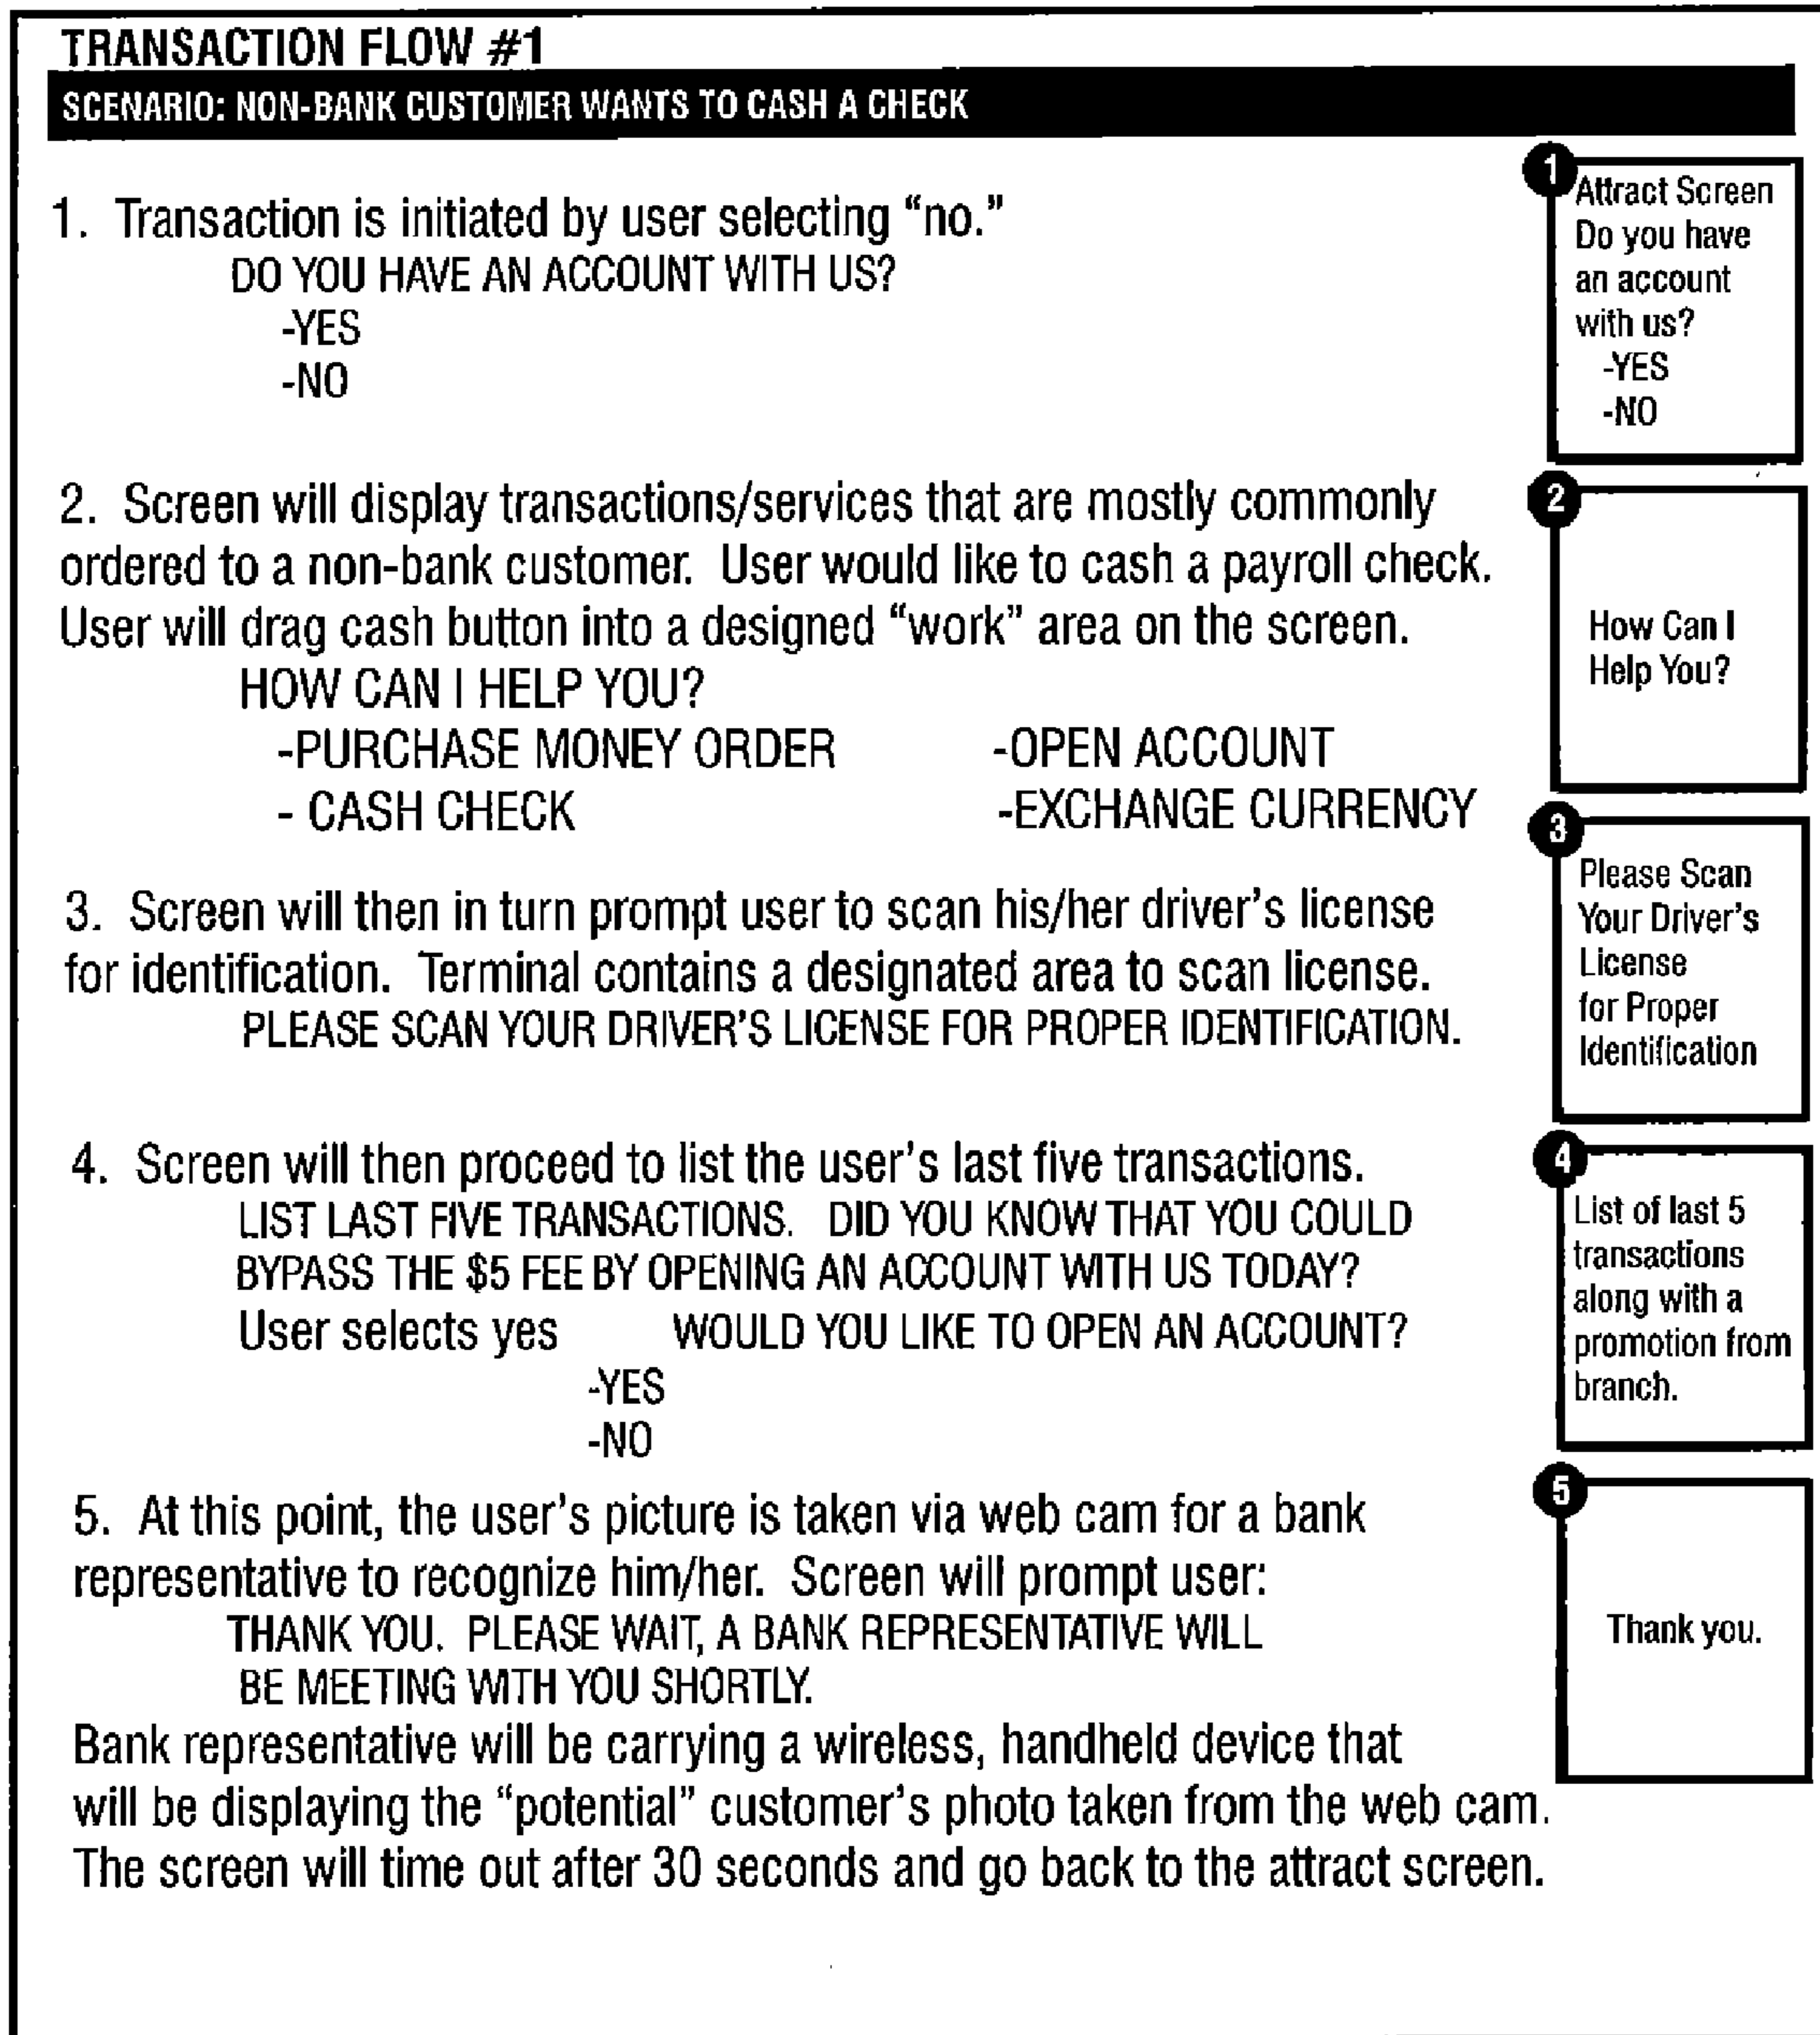 TRANSACTION FLOW #1
SCENARIO: NON-BANK CUSTOMER WANTS TO CASH A CHECK
1. Transaction is initiated by user selecting “no.”
DO YOU HAVE AN ACCOUNT WITH US?
-YES
-NO
2. Screen will display transactions/services that are mostly commonly
ordered to a non-bank customer. User would like to cash a payroll check.
User will drag cash button into a designed “work” area on the screen.
HOW CAN I HELP YOU?
-PURCHASE MONEY ORDER -OPEN ACCOUNT
- CASH CHECK -EXCHANGE CURRENCY
3. Screen will then in turn prompt user to scan his/her driver's license
for identification. Terminal contains a designated area to scan license.
PLEASE SCAN YOUR DRIVER'S LICENSE FOR PROPER IDENTIFICATION.
4. Screen will then proceed to list the user's last five transactions.
LIST LAST FIVE TRANSACTIONS. DID YOU KNOW THAT YOU COULD
BYPASS THE $5 FEE BY OPENING AN ACCOUNT WITH US TODAY?
User selects yes WOULD YOU LIKE TO OPEN AN ACCOUNT?
-YES
-NO
5. At this point, the user's picture is taken via web cam for a bank
representative to recognize him/her. Screen will prompt user:
THANK YOU. PLEASE WAIT, A BANK REPRESENTATIVE WILL
BE MEETING WITH YOU SHORTLY.
Bank representative will be carrying a wireless, handheld device that
will be displaying the “potential” customer's photo taken from the web cam.
The screen will time out after 30 seconds and go back to the attract screen.
1
Attract Screen
Do you have
an account
with us?
-YES
-NO
2
How Can I
Help You?
3
Please Scan
Your Driver's
License
for Proper
Identification
4
List of last 5
transactions
along with a
promotion from
branch.
5
Thank you.